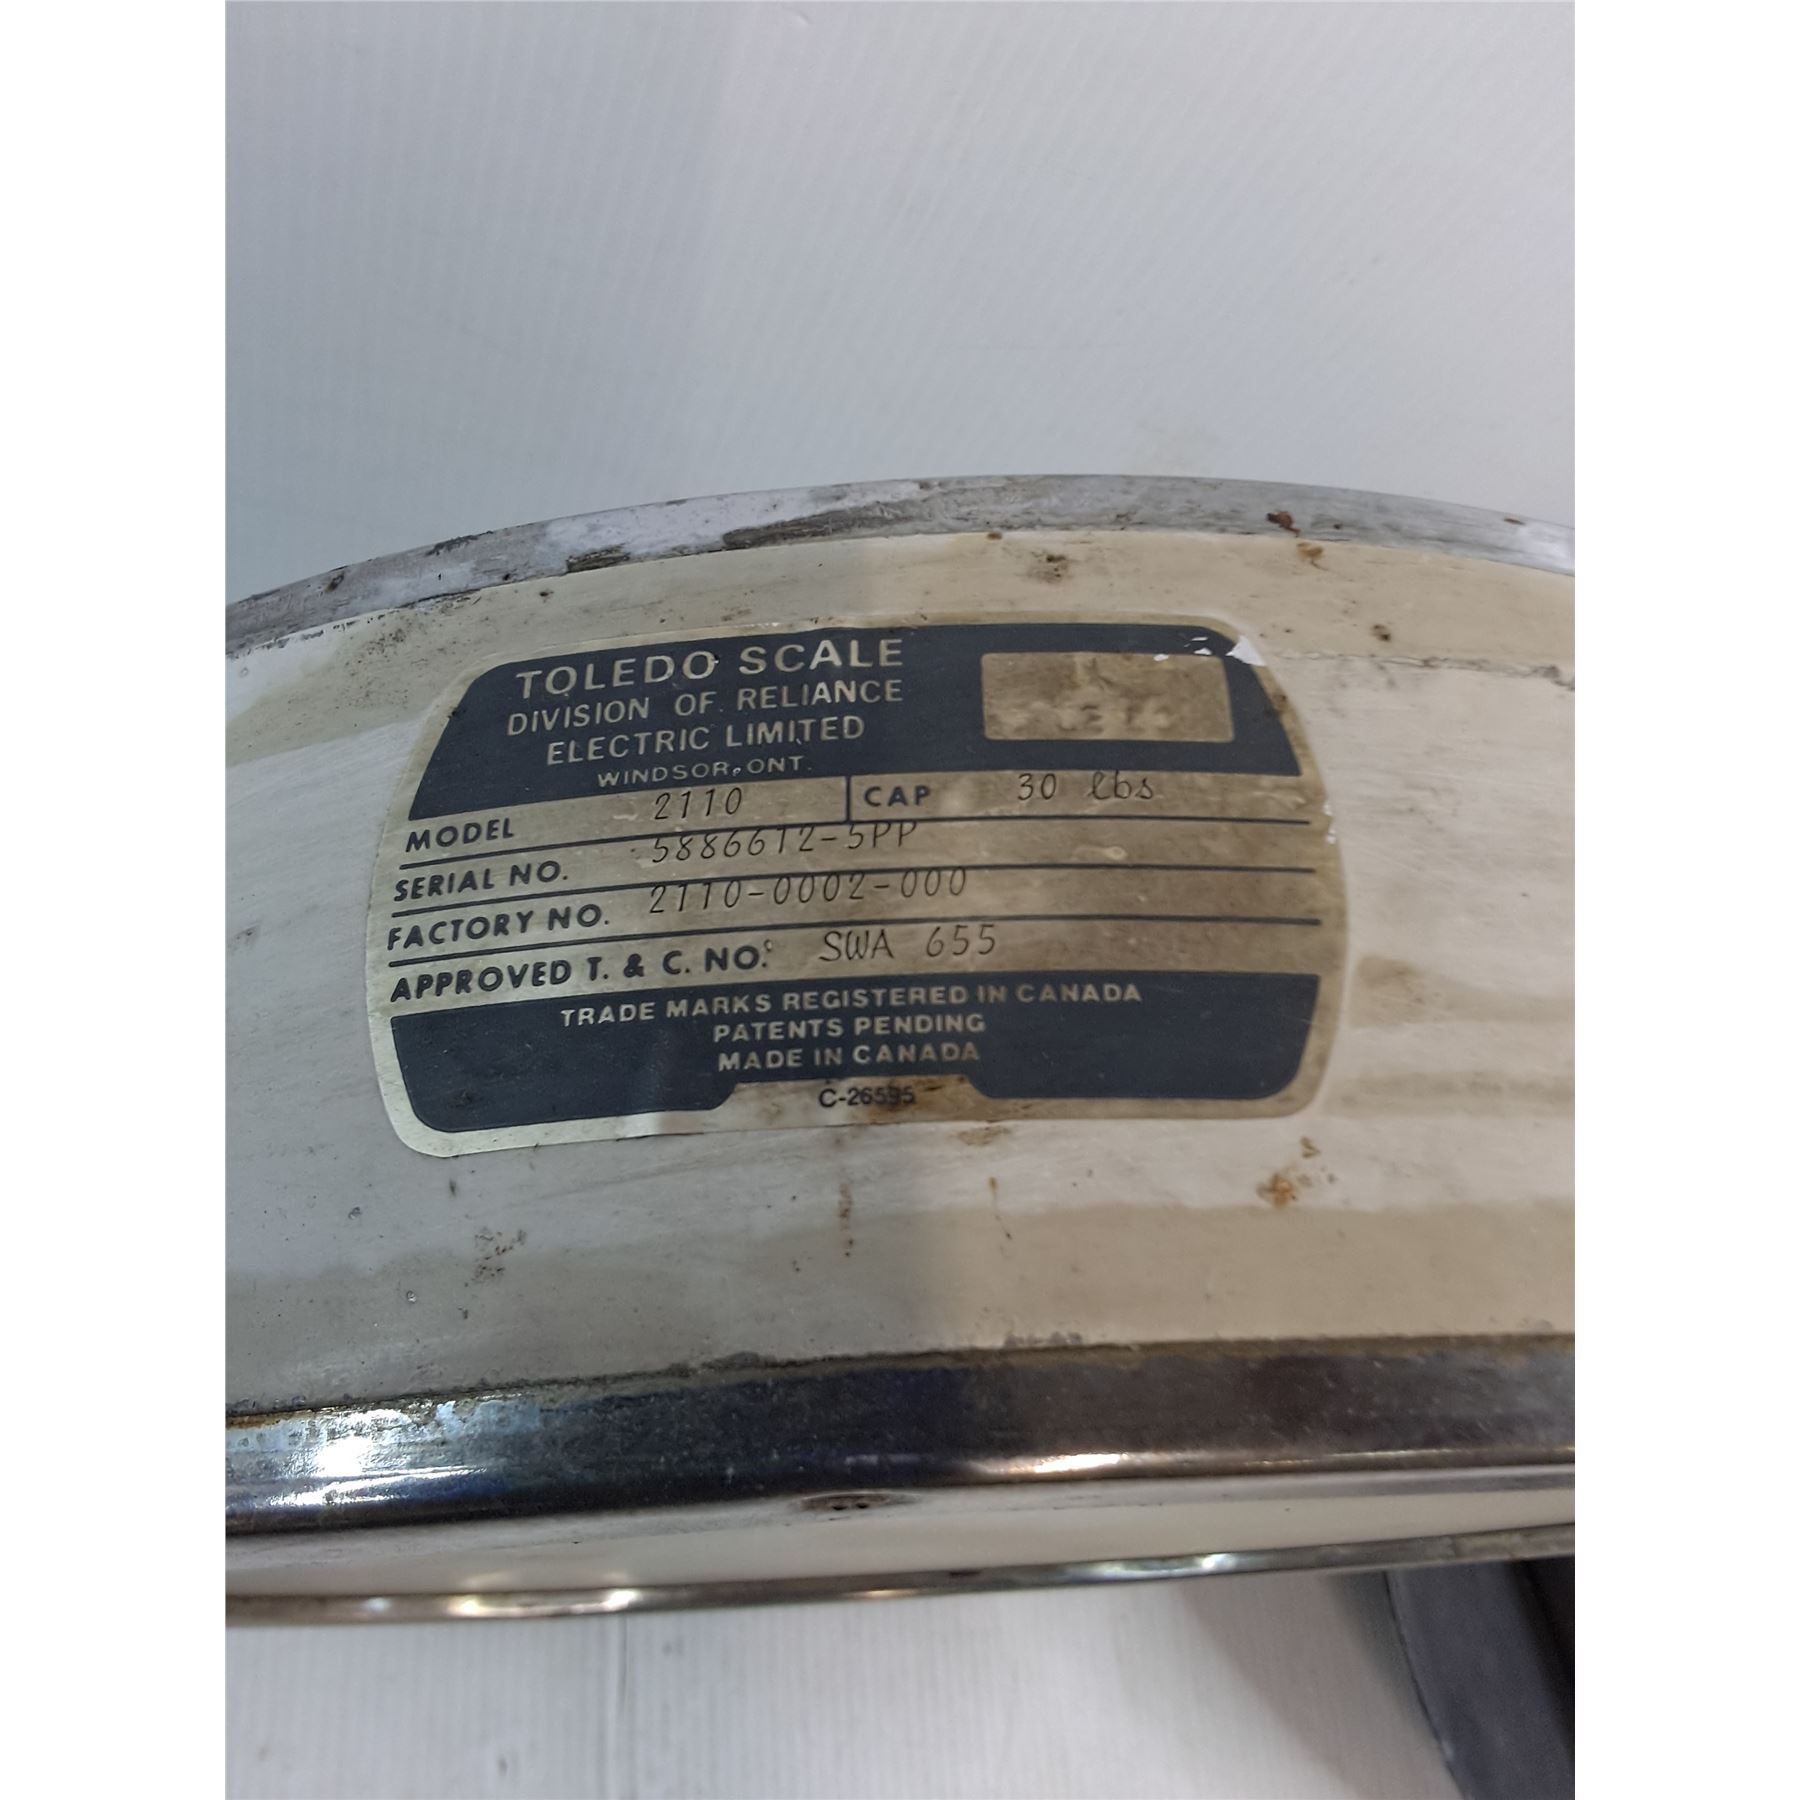 TOLEDO SCALE
DIVISION OF RELIANCE
ELECTRIC LIMITED
WINDSOR, ONT.
MODEL 2110 CAP 30 lbs
SERIAL NO. 5886612-5PP
FACTORY NO. 2110-0002-000
APPROVED T. & C. NO. SWA 655
TRADE MARKS REGISTERED IN CANADA
PATENTS PENDING
MADE IN CANADA
C-26595